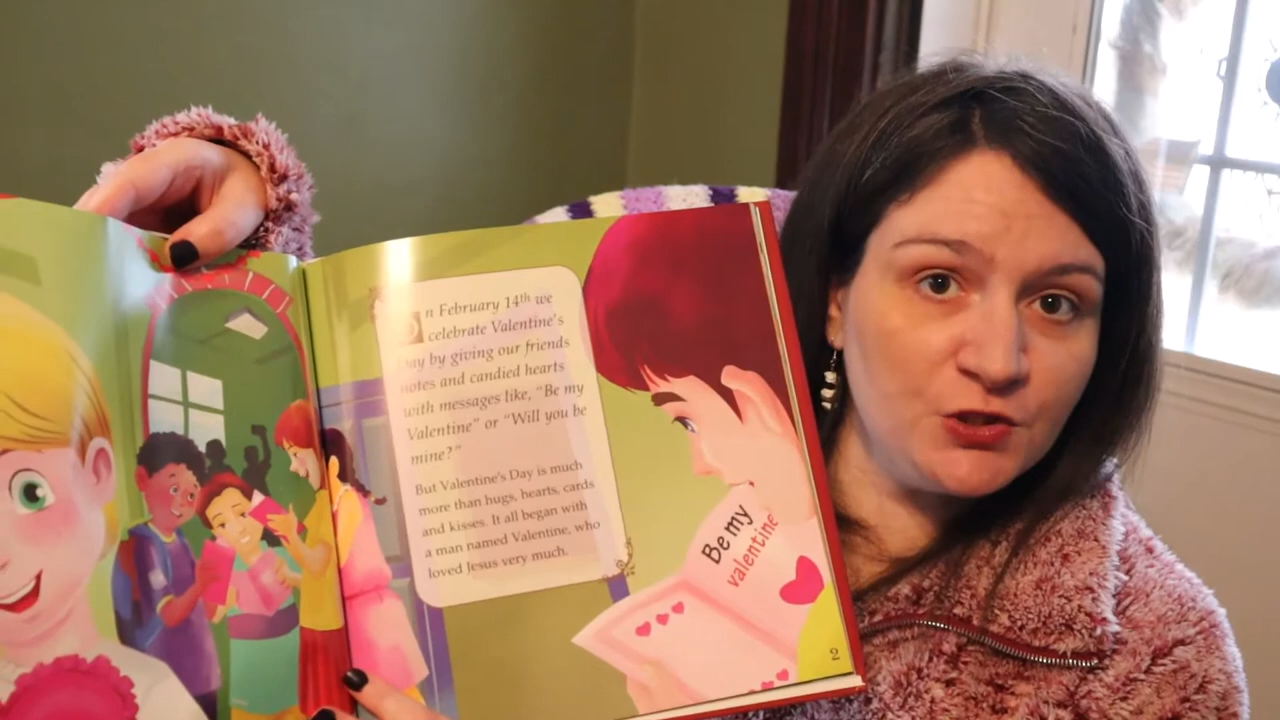 On February 14th we
celebrate Valentine's
Day by giving our friends
notes and candied hearts
with messages like, "Be my
Valentine" or "Will you be
mine?"
But Valentine's Day is much
more than hugs, hearts, cards
and kisses. It all began with
a man named Valentine, who
loved Jesus very much.
Be my
valentine
2